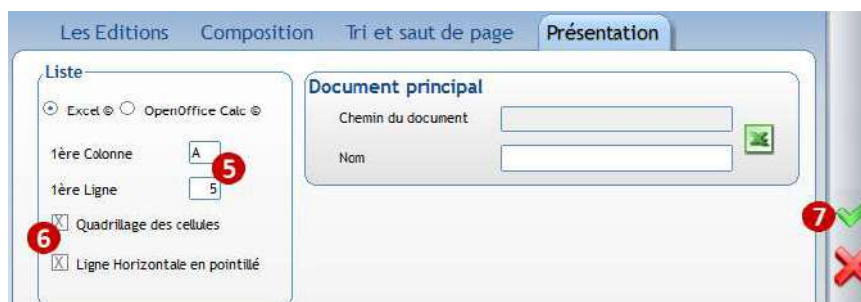 Les Editions Composition Tri et saut de page Présentation
Liste
Excel © OpenOffice Calc ©
1ère Colonne A
5
1ère Ligne 5
6
X Quadrillage des cellules
X Ligne Horizontale en pointillé
Document principal
Chemin du document
Nom
7